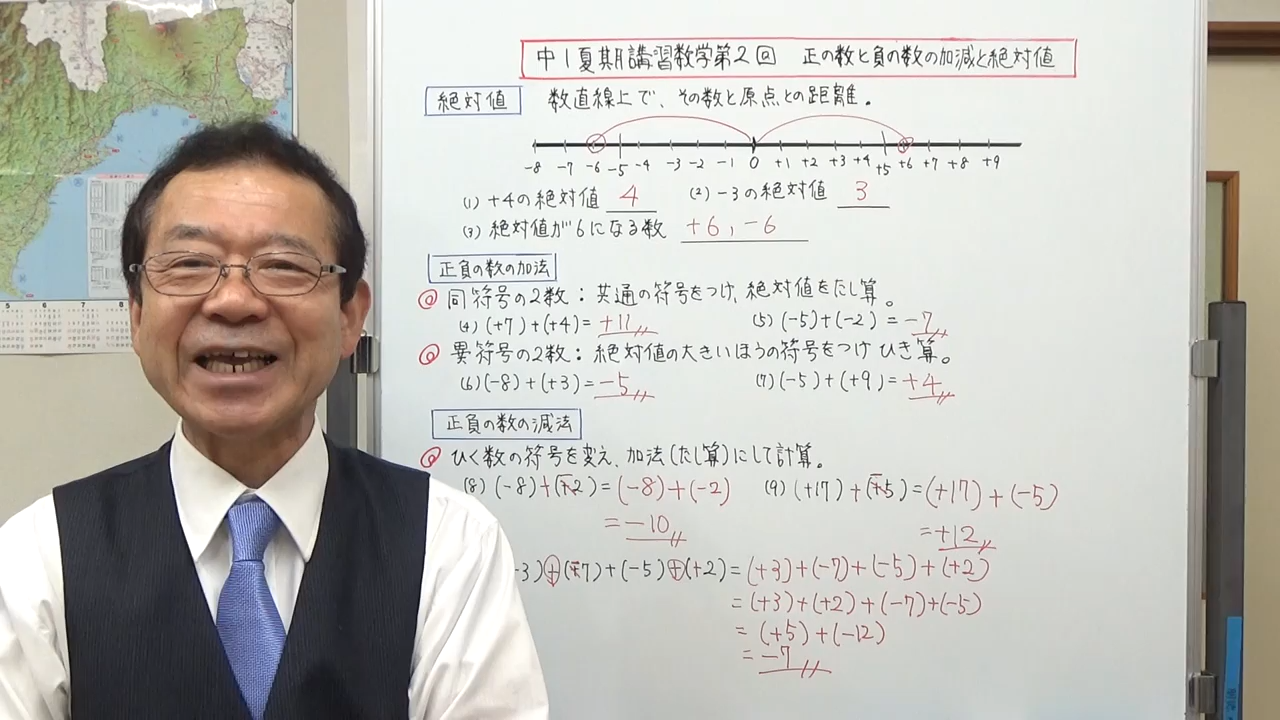 中1夏期講習数学第2回 正の数と負の数の加減と絶対値
絶対値 数直線上で、その数と原点との距離。
-8 -7 -6 -5 -4 -3 -2 -1 0 +1 +2 +3 +4 +5 +6 +7 +8 +9
(1) +4の絶対値 4 (2) -3の絶対値 3
(3) 絶対値が6になる数 +6, -6
正負の数の加法
◎ 同符号の2数：共通の符号をつけ、絶対値をたし算。
(4) (+7)+(+4)=+11 (5) (-5)+(-2)=-7
◎ 異符号の2数：絶対値の大きいほうの符号をつけ ひき算。
(6) (-8)+(+3)=-5 (7) (-5)+(+9)=+4
正負の数の減法
◎ ひく数の符号を変え、加法(たし算)にして計算。
(8) (-8)+(-2)=(-8)+(-2) (9) (+17)+(-5)=(+17)+(-5)
=-10 =+12
3)+(-7)+(-5)+(+2)=(+3)+(-7)+(-5)+(+2)
=(+3)+(+2)+(-7)+(-5)
=(+5)+(-12)
=-7
5 6 7 8